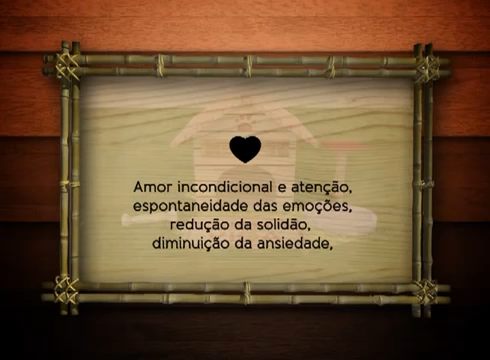 Amor incondicional e atenção,
espontaneidade das emoções,
redução da solidão,
diminuição da ansiedade,